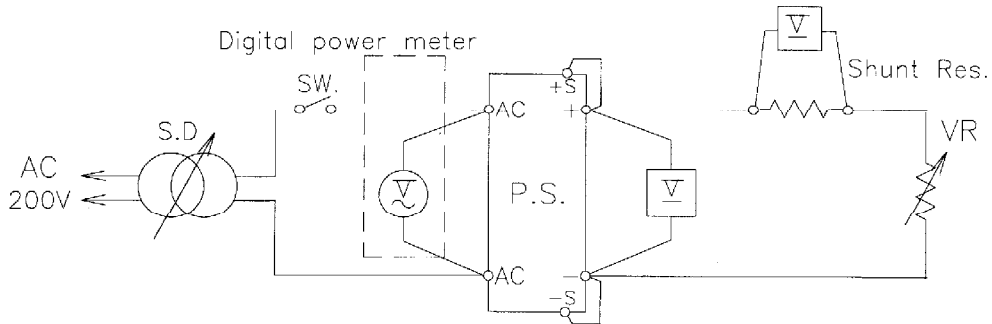 Digital power meter
SW.
S.D
AC
200V
V
AC
AC
P.S.
+S
+
−
−S
V
V
Shunt Res.
VR